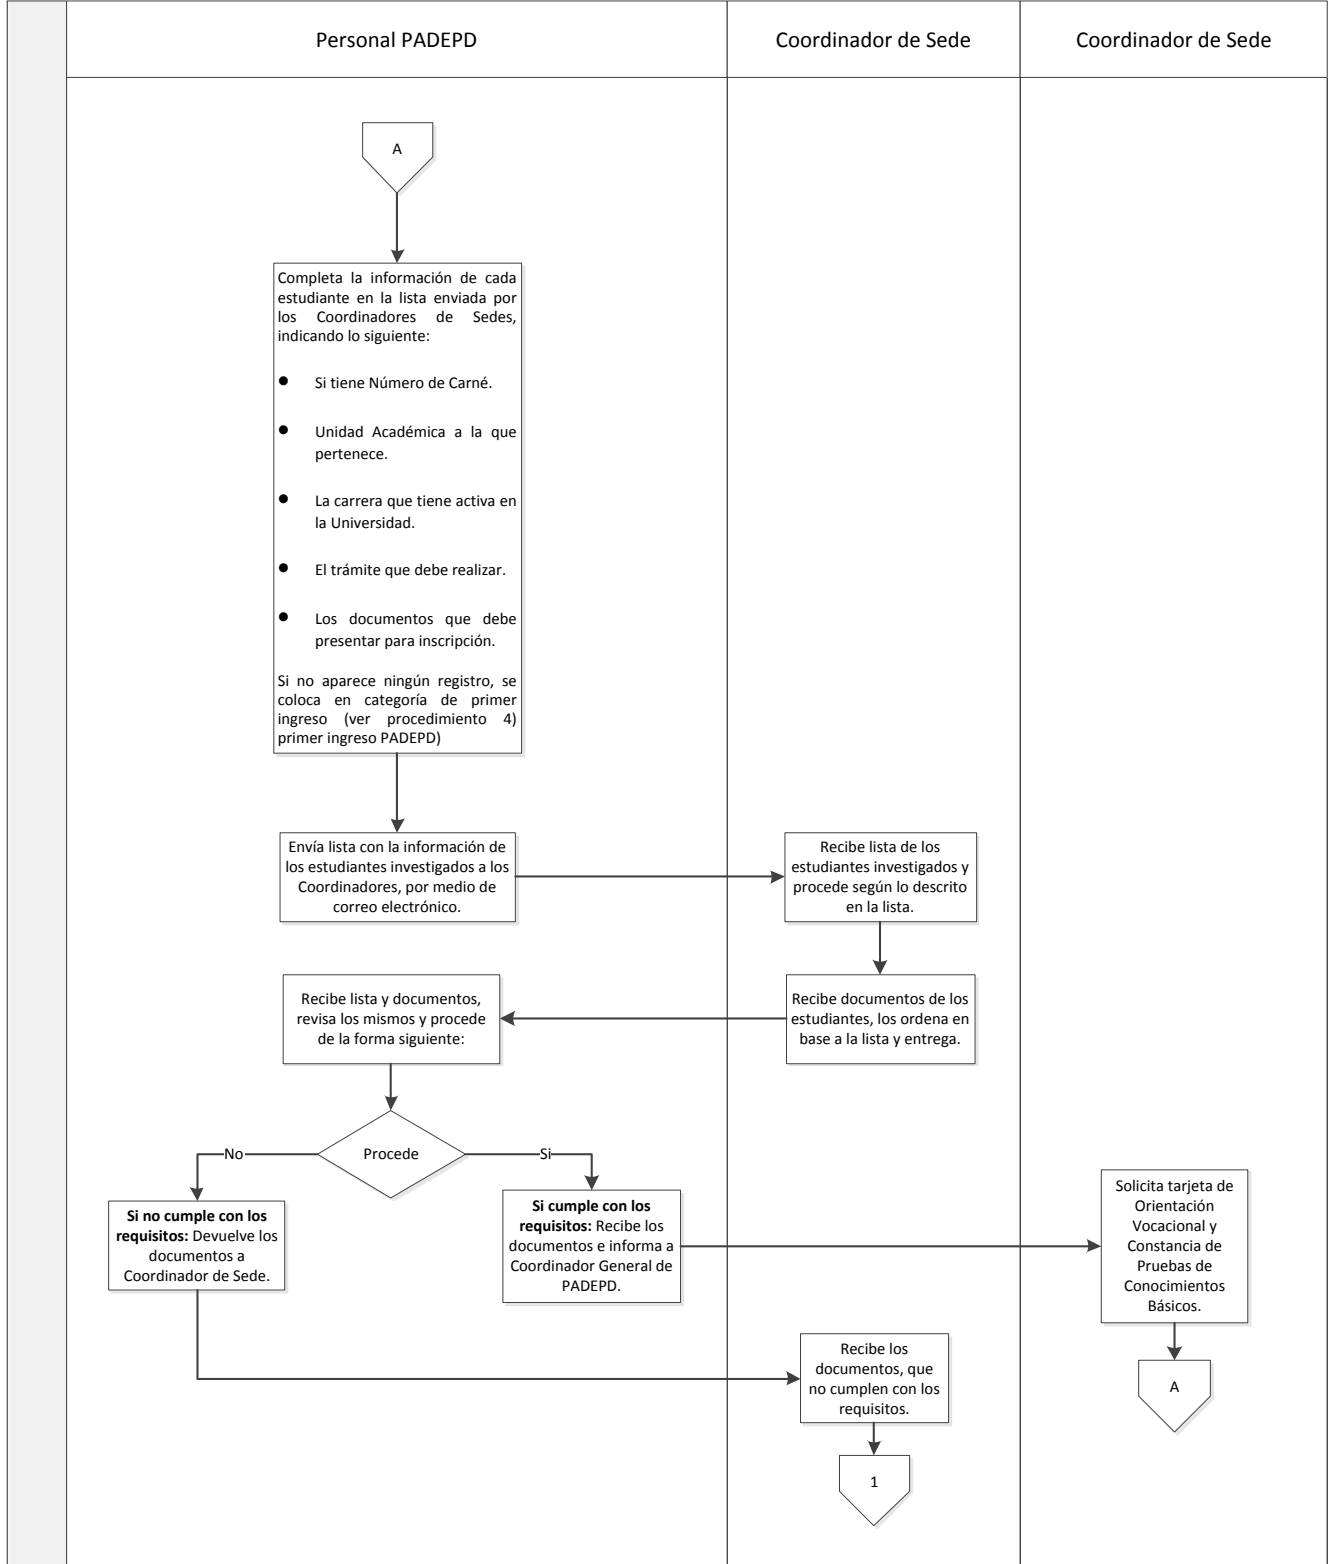 Personal PADEPD
Coordinador de Sede
Coordinador de Sede
A
Completa la información de cada
estudiante en la lista enviada por
los Coordinadores de Sedes,
indicando lo siguiente:
● Si tiene Número de Carné.
● Unidad Académica a la que
pertenece.
● La carrera que tiene activa en
la Universidad.
● El trámite que debe realizar.
● Los documentos que debe
presentar para inscripción.
Si no aparece ningún registro, se
coloca en categoría de primer
ingreso (ver procedimiento 4)
primer ingreso PADEPD)
Envía lista con la información de
los estudiantes investigados a los
Coordinadores, por medio de
correo electrónico.
Recibe lista de los
estudiantes investigados y
procede según lo descrito
en la lista.
Recibe documentos de los
estudiantes, los ordena en
base a la lista y entrega.
Recibe lista y documentos,
revisa los mismos y procede
de la forma siguiente:
Procede
No
Si
Si no cumple con los
requisitos: Devuelve los
documentos a
Coordinador de Sede.
Si cumple con los
requisitos: Recibe los
documentos e informa a
Coordinador General de
PADEPD.
Solicita tarjeta de
Orientación
Vocacional y
Constancia de
Pruebas de
Conocimientos
Básicos.
A
Recibe los
documentos, que
no cumplen con los
requisitos.
1